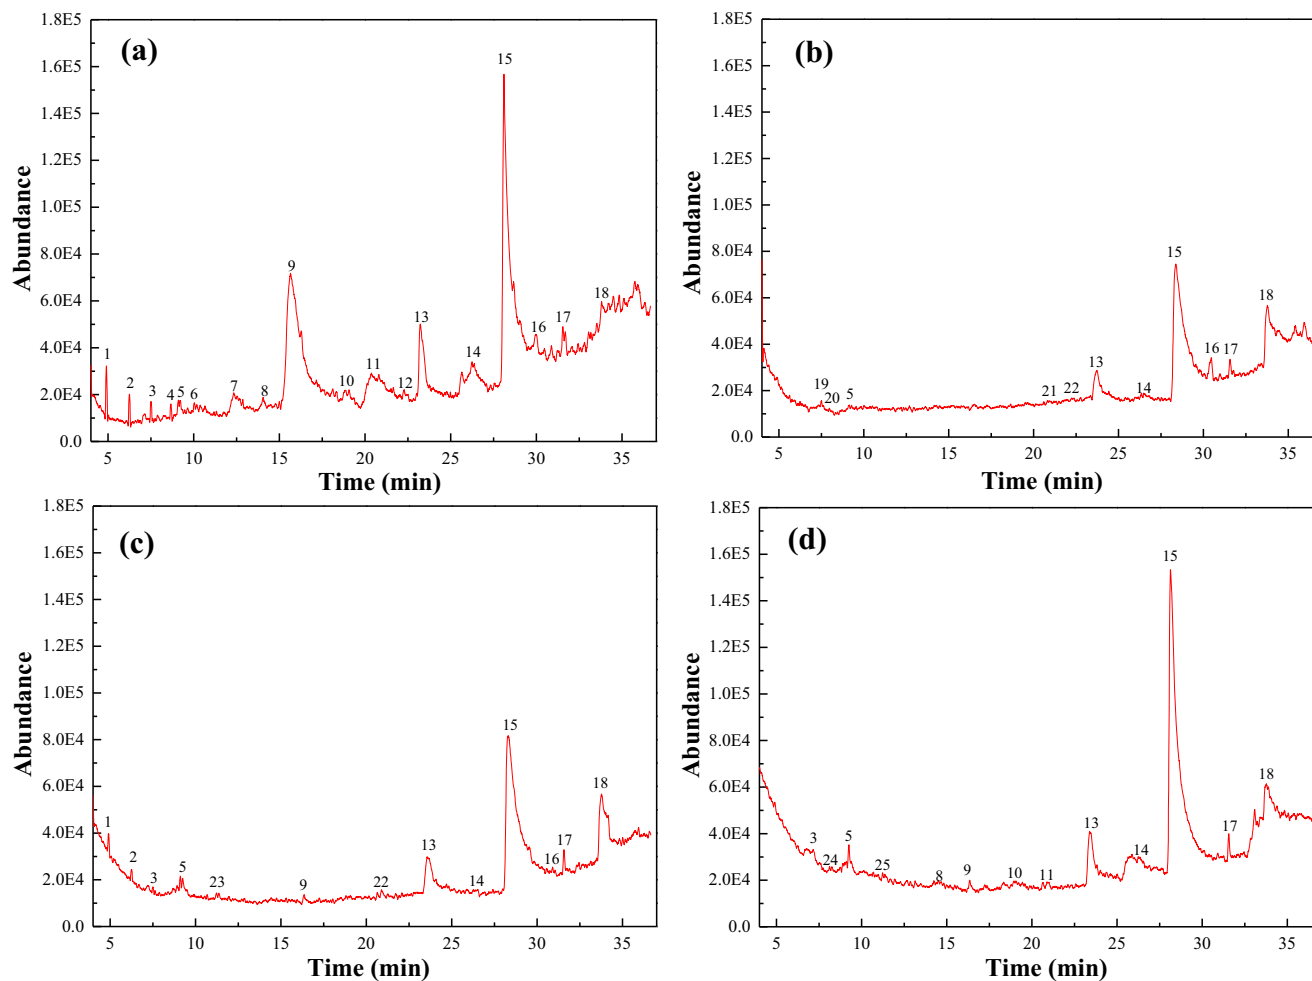 (a)
Abundance
1.8E5
1.6E5
1.4E5
1.2E5
1.0E5
8.0E4
6.0E4
4.0E4
2.0E4
0.0
1
2
3
4
5
6
7
8
9
10
11
12
13
14
15
16
17
18
5
10
15
20
25
30
35
Time (min)
(b)
Abundance
1.8E5
1.6E5
1.4E5
1.2E5
1.0E5
8.0E4
6.0E4
4.0E4
2.0E4
0.0
19
20
5
21
22
13
14
15
16
17
18
5
10
15
20
25
30
35
Time (min)
(c)
Abundance
1.8E5
1.6E5
1.4E5
1.2E5
1.0E5
8.0E4
6.0E4
4.0E4
2.0E4
0.0
1
2
3
5
23
9
22
13
14
15
16
17
18
5
10
15
20
25
30
35
Time (min)
(d)
Abundance
1.8E5
1.6E5
1.4E5
1.2E5
1.0E5
8.0E4
6.0E4
4.0E4
2.0E4
0.0
3
24
5
25
8
9
10
11
13
14
15
17
18
5
10
15
20
25
30
35
Time (min)